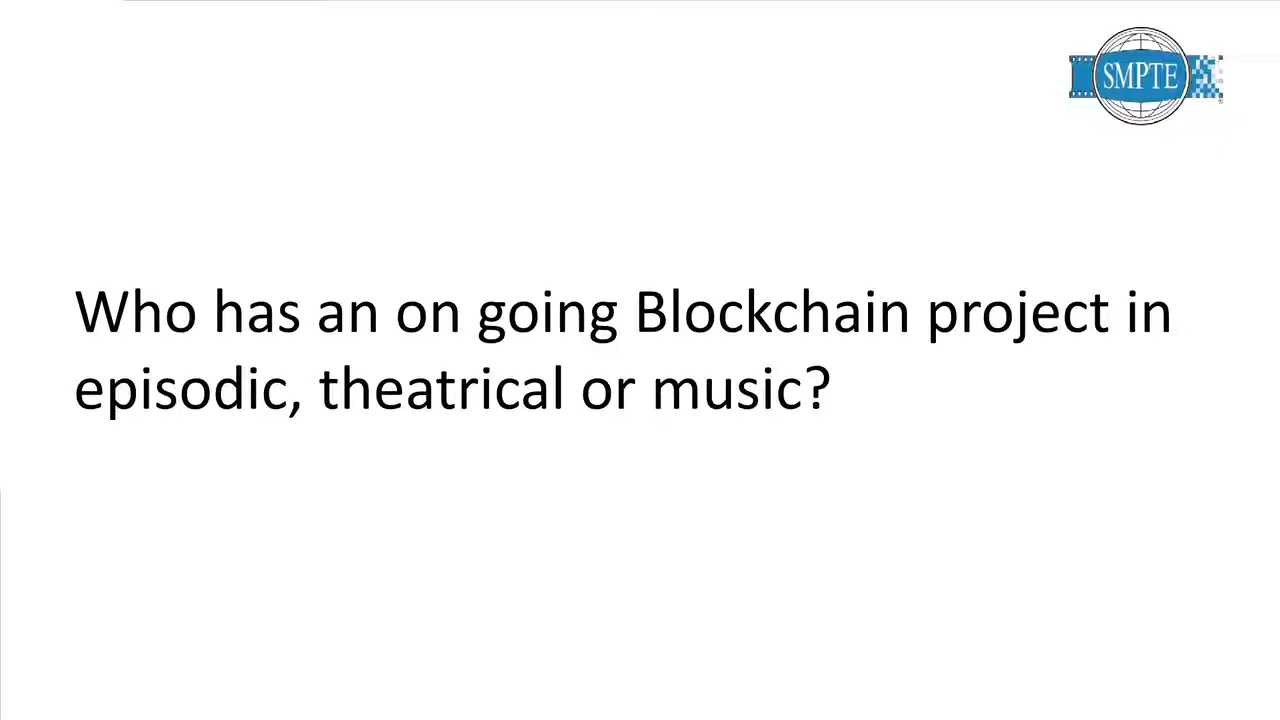 SMPTE
Who has an on going Blockchain project in
episodic, theatrical or music?